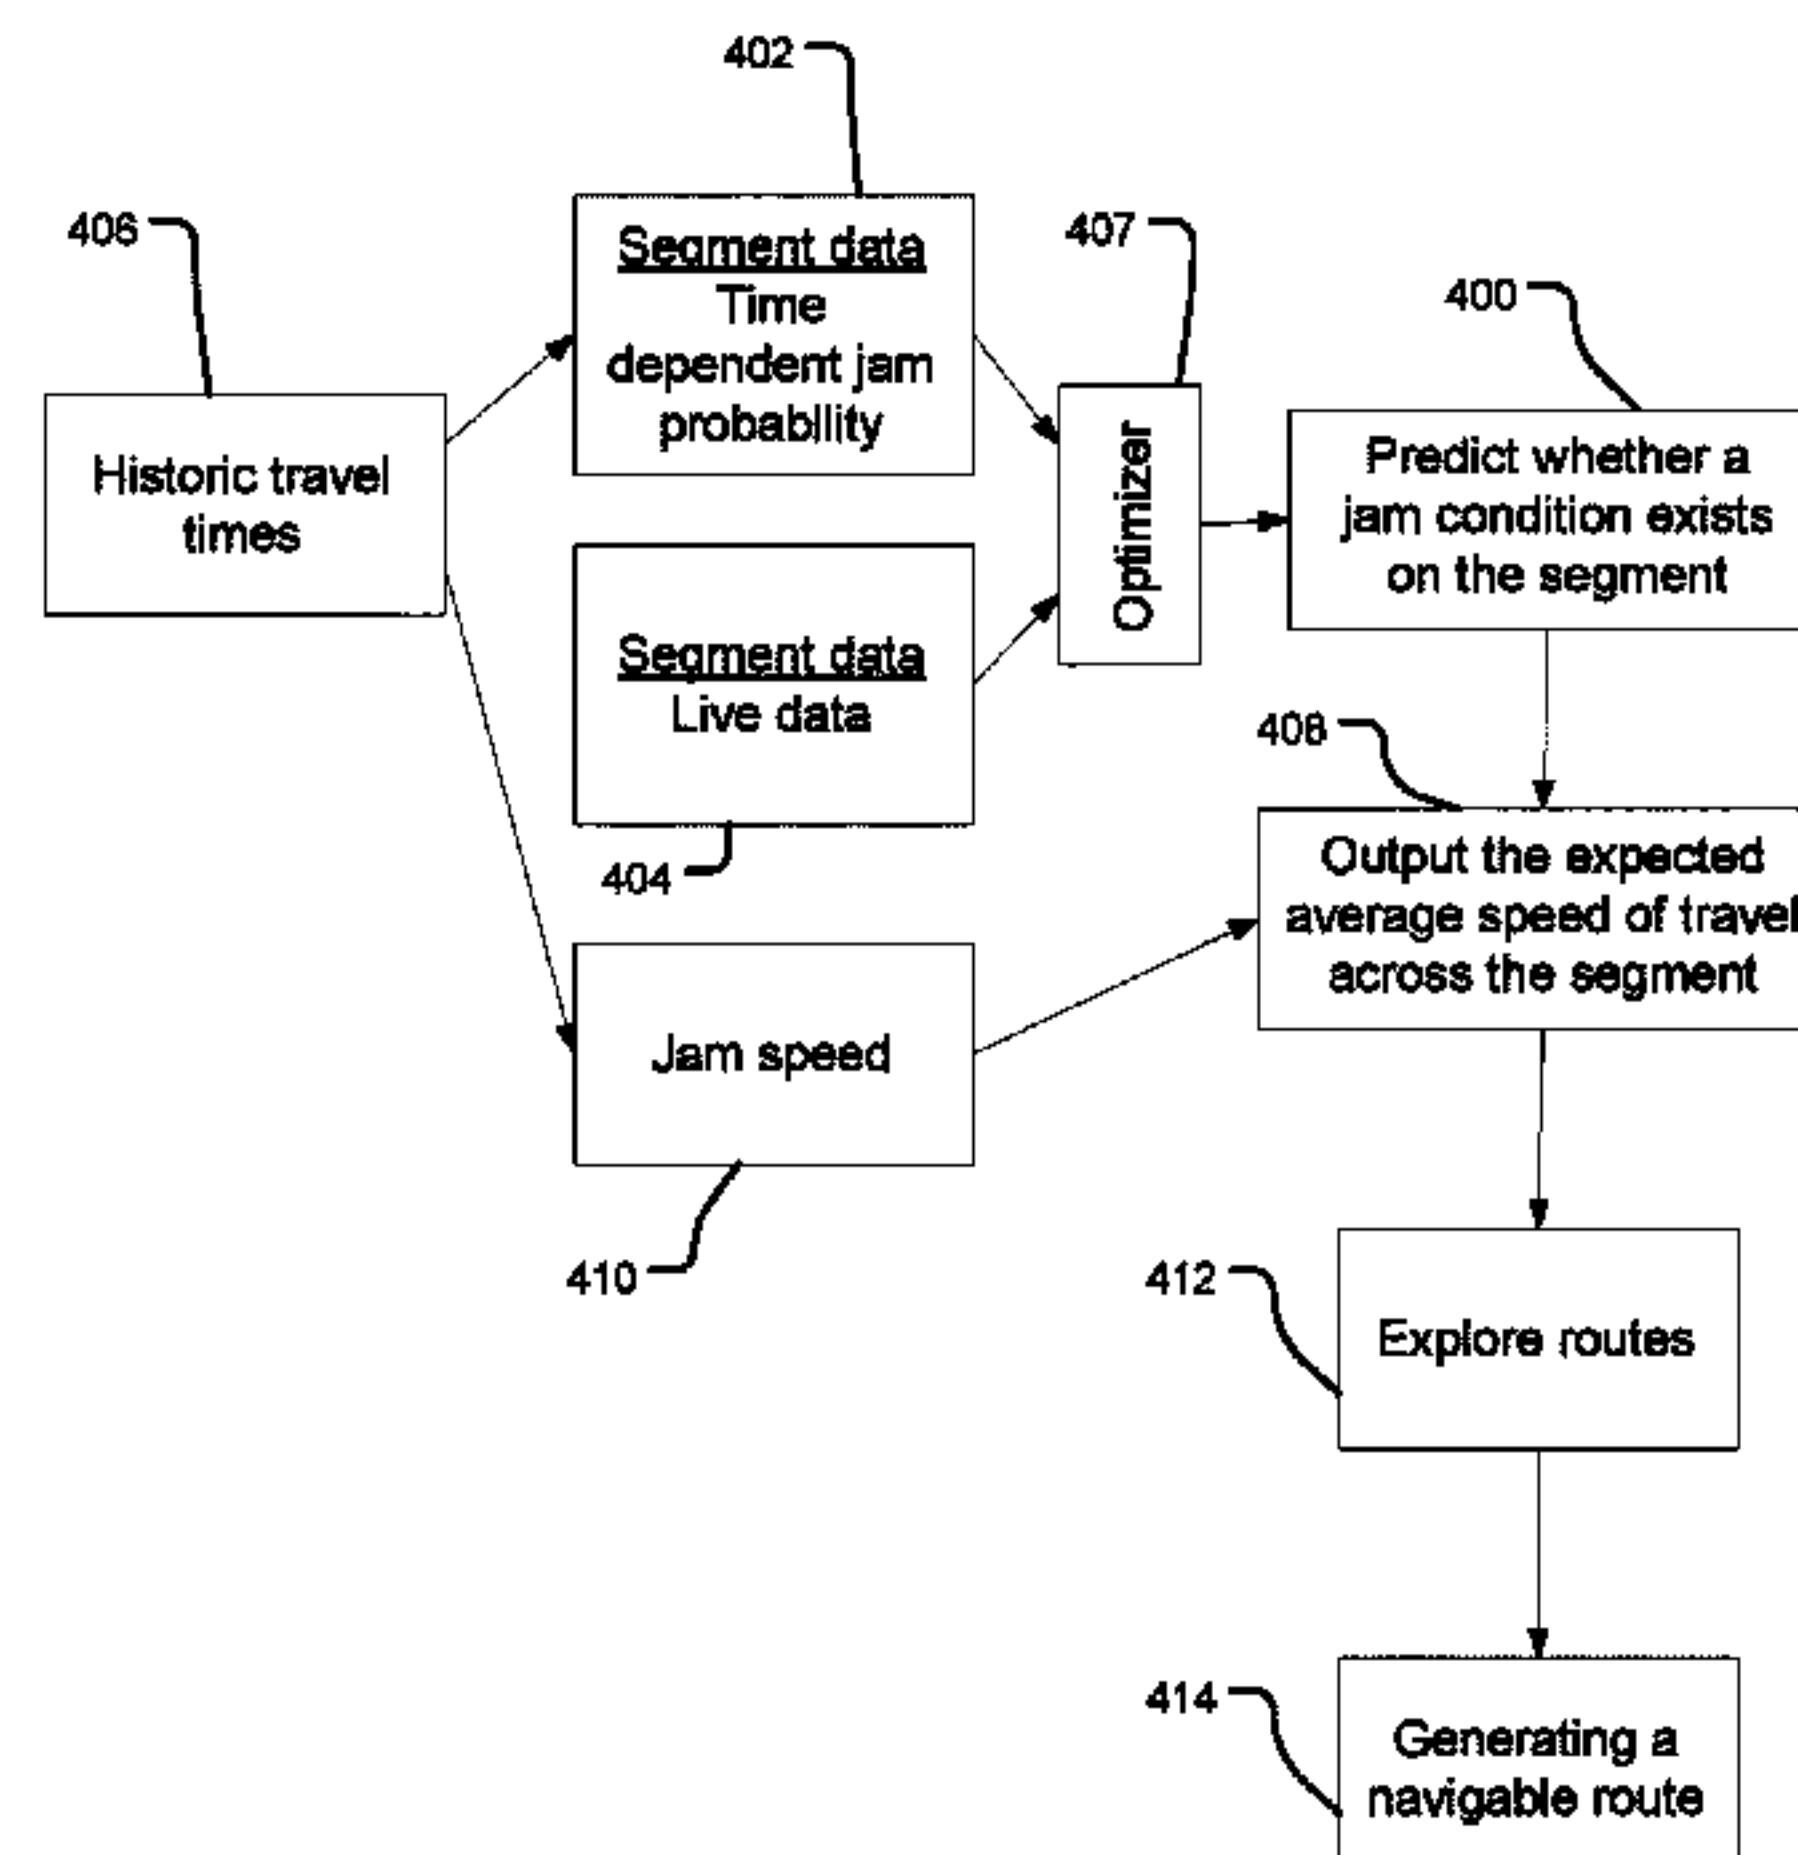 402
406
Segment data
Time
dependent jam
probability
407
400
Historic travel
times
Optimizer
Predict whether a
jam condition exists
on the segment
Segment data
Live data
404
408
Output the expected
average speed of travel
across the segment
Jam speed
410
412
Explore routes
414
Generating a
navigable route